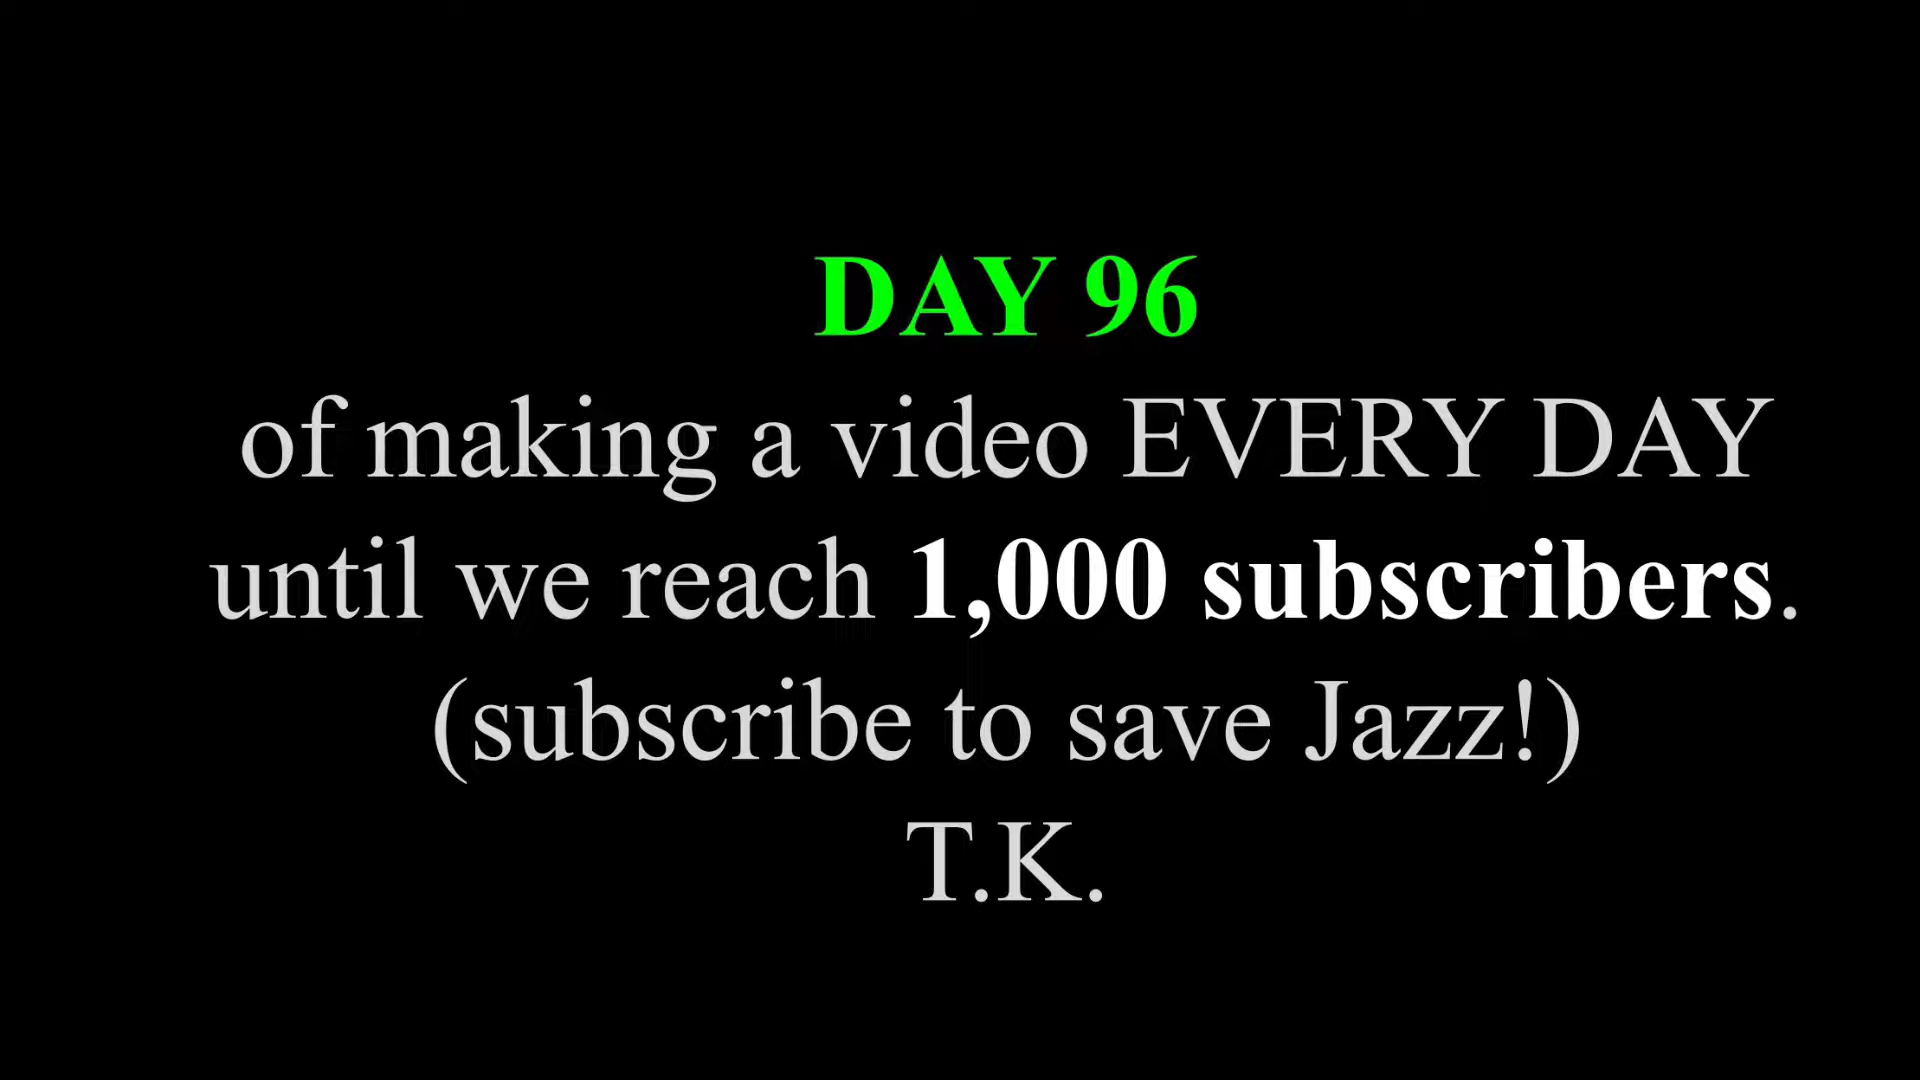 DAY 96
of making a video EVERY DAY
until we reach 1,000 subscribers.
(subscribe to save Jazz!)
T.K.